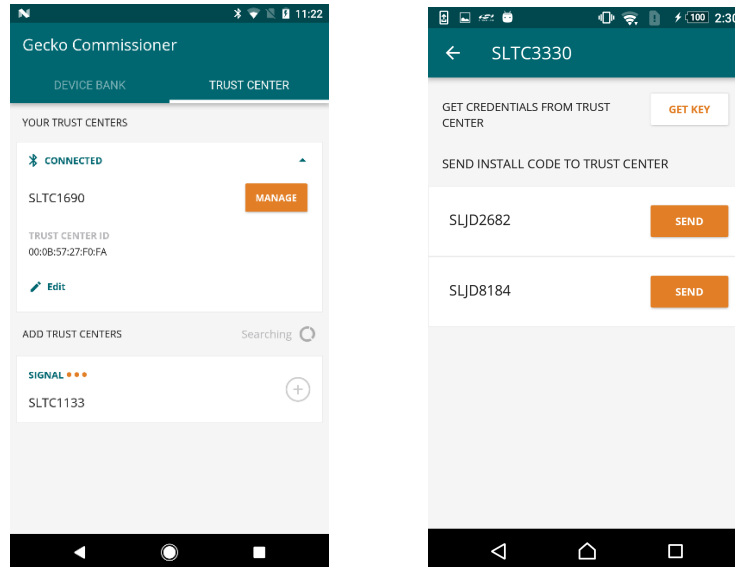 11:22
Gecko Commissioner
DEVICE BANK
TRUST CENTER
YOUR TRUST CENTERS
CONNECTED
SLTC1690
MANAGE
TRUST CENTER ID
00:0B:57:27:F0:FA
Edit
ADD TRUST CENTERS
Searching
SIGNAL
SLTC1133
100 2:30
SLTC3330
GET CREDENTIALS FROM TRUST
CENTER
GET KEY
SEND INSTALL CODE TO TRUST CENTER
SLJD2682
SEND
SLJD8184
SEND